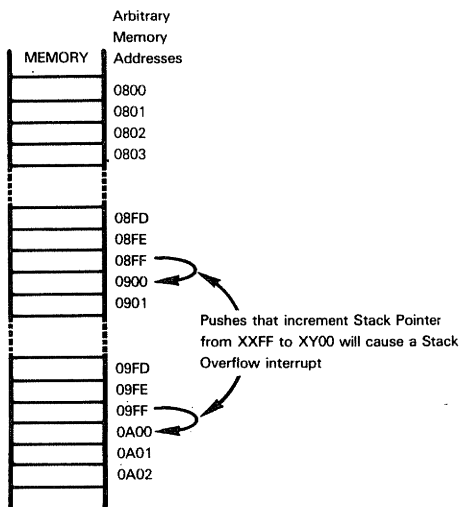 Arbitrary
Memory
MEMORY Addresses
0800
0801
0802
0803
08FD
08FE
08FF
0900
0901
Pushes that increment Stack Pointer
from XXFF to XY00 will cause a Stack
Overflow interrupt
09FD
09FE
09FF
0A00
0A01
0A02